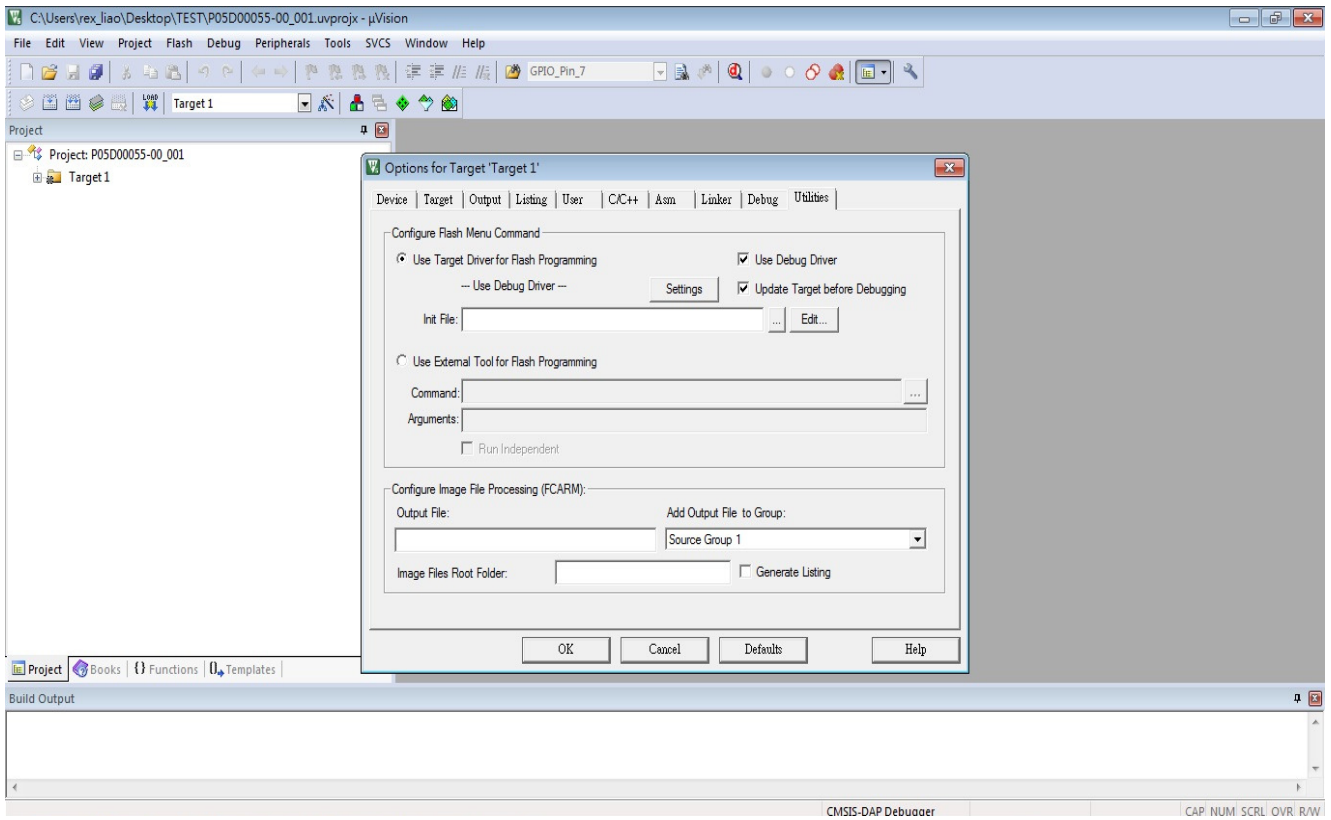 C:\Users\rex_liao\Desktop\TEST\P05D00055-00_001.uvprojx - µVision
File Edit View Project Flash Debug Peripherals Tools SVCS Window Help
GPIO_Pin_7
LOAD Target 1
Project
Project: P05D00055-00_001
Target 1
Options for Target 'Target 1'
Device Target Output Listing User C/C++ Asm Linker Debug Utilities
Configure Flash Menu Command
Use Target Driver for Flash Programming Use Debug Driver
-- Use Debug Driver -- Settings Update Target before Debugging
Init File: ... Edit...
Use External Tool for Flash Programming
Command: ...
Arguments:
Run Independent
Configure Image File Processing (FCARM):
Output File: Add Output File to Group:
Source Group 1
Image Files Root Folder: Generate Listing
OK Cancel Defaults Help
Project Books {} Functions 0 Templates
Build Output
CMSIS-DAP Debugger CAP NUM SCRL OVR R/W